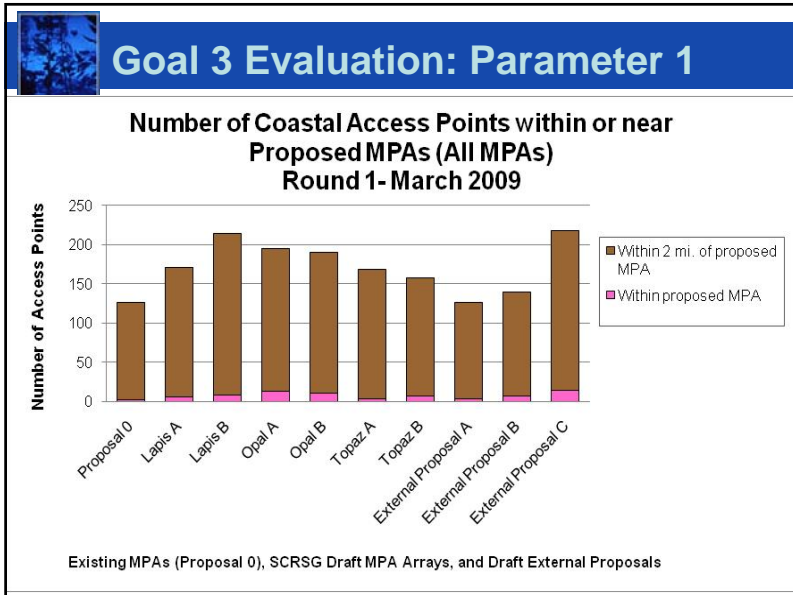 Goal 3 Evaluation: Parameter 1
Number of Coastal Access Points within or near
Proposed MPAs (All MPAs)
Round 1- March 2009
Number of Access Points
250
200
150
100
50
0
Proposal 0
Lapis A
Lapis B
Opal A
Opal B
Topaz A
Topaz B
External Proposal A
External Proposal B
External Proposal C
Within 2 mi. of proposed
MPA
Within proposed MPA
Existing MPAs (Proposal 0), SCRSG Draft MPA Arrays, and Draft External Proposals